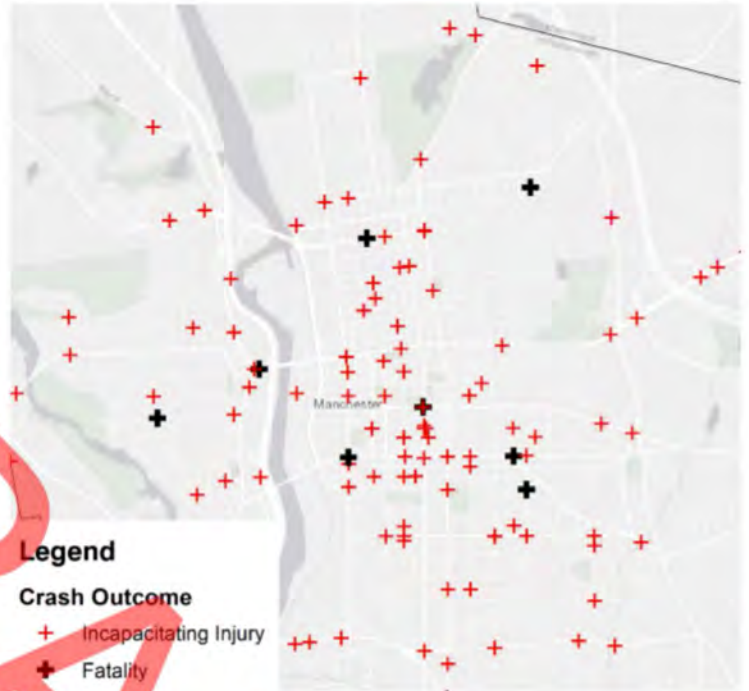 Manchester
Legend
Crash Outcome
Incapacitating Injury
Fatality